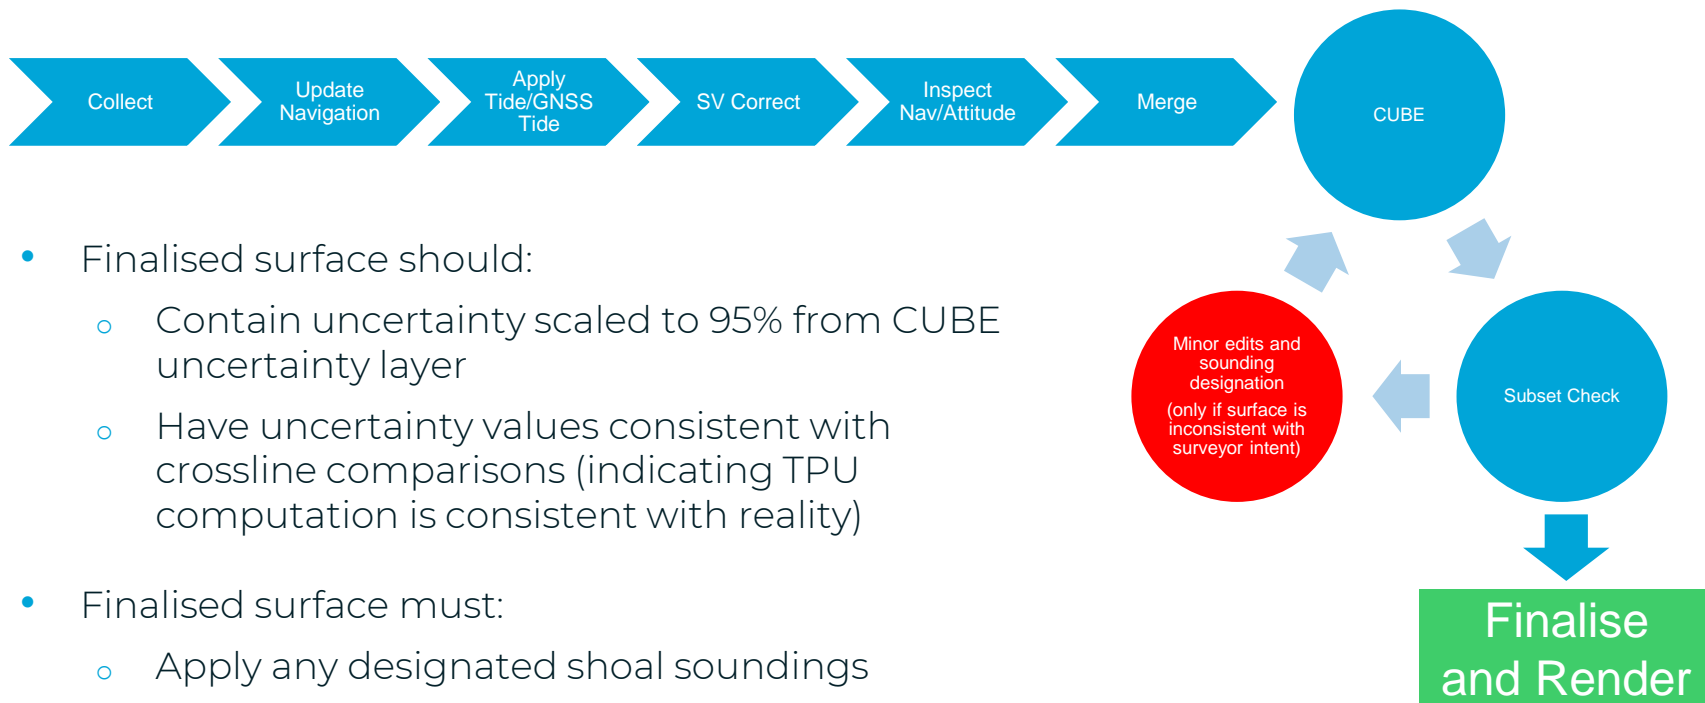 Collect
Update
Navigation
Apply
Tide/GNSS
Tide
SV Correct
Inspect
Nav/Attitude
Merge
CUBE
• Finalised surface should:
o Contain uncertainty scaled to 95% from CUBE
uncertainty layer
o Have uncertainty values consistent with
crossline comparisons (indicating TPU
computation is consistent with reality)
• Finalised surface must:
o Apply any designated shoal soundings
Minor edits and
sounding
designation
(only if surface is
inconsistent with
surveyor intent)
Subset Check
Finalise
and Render